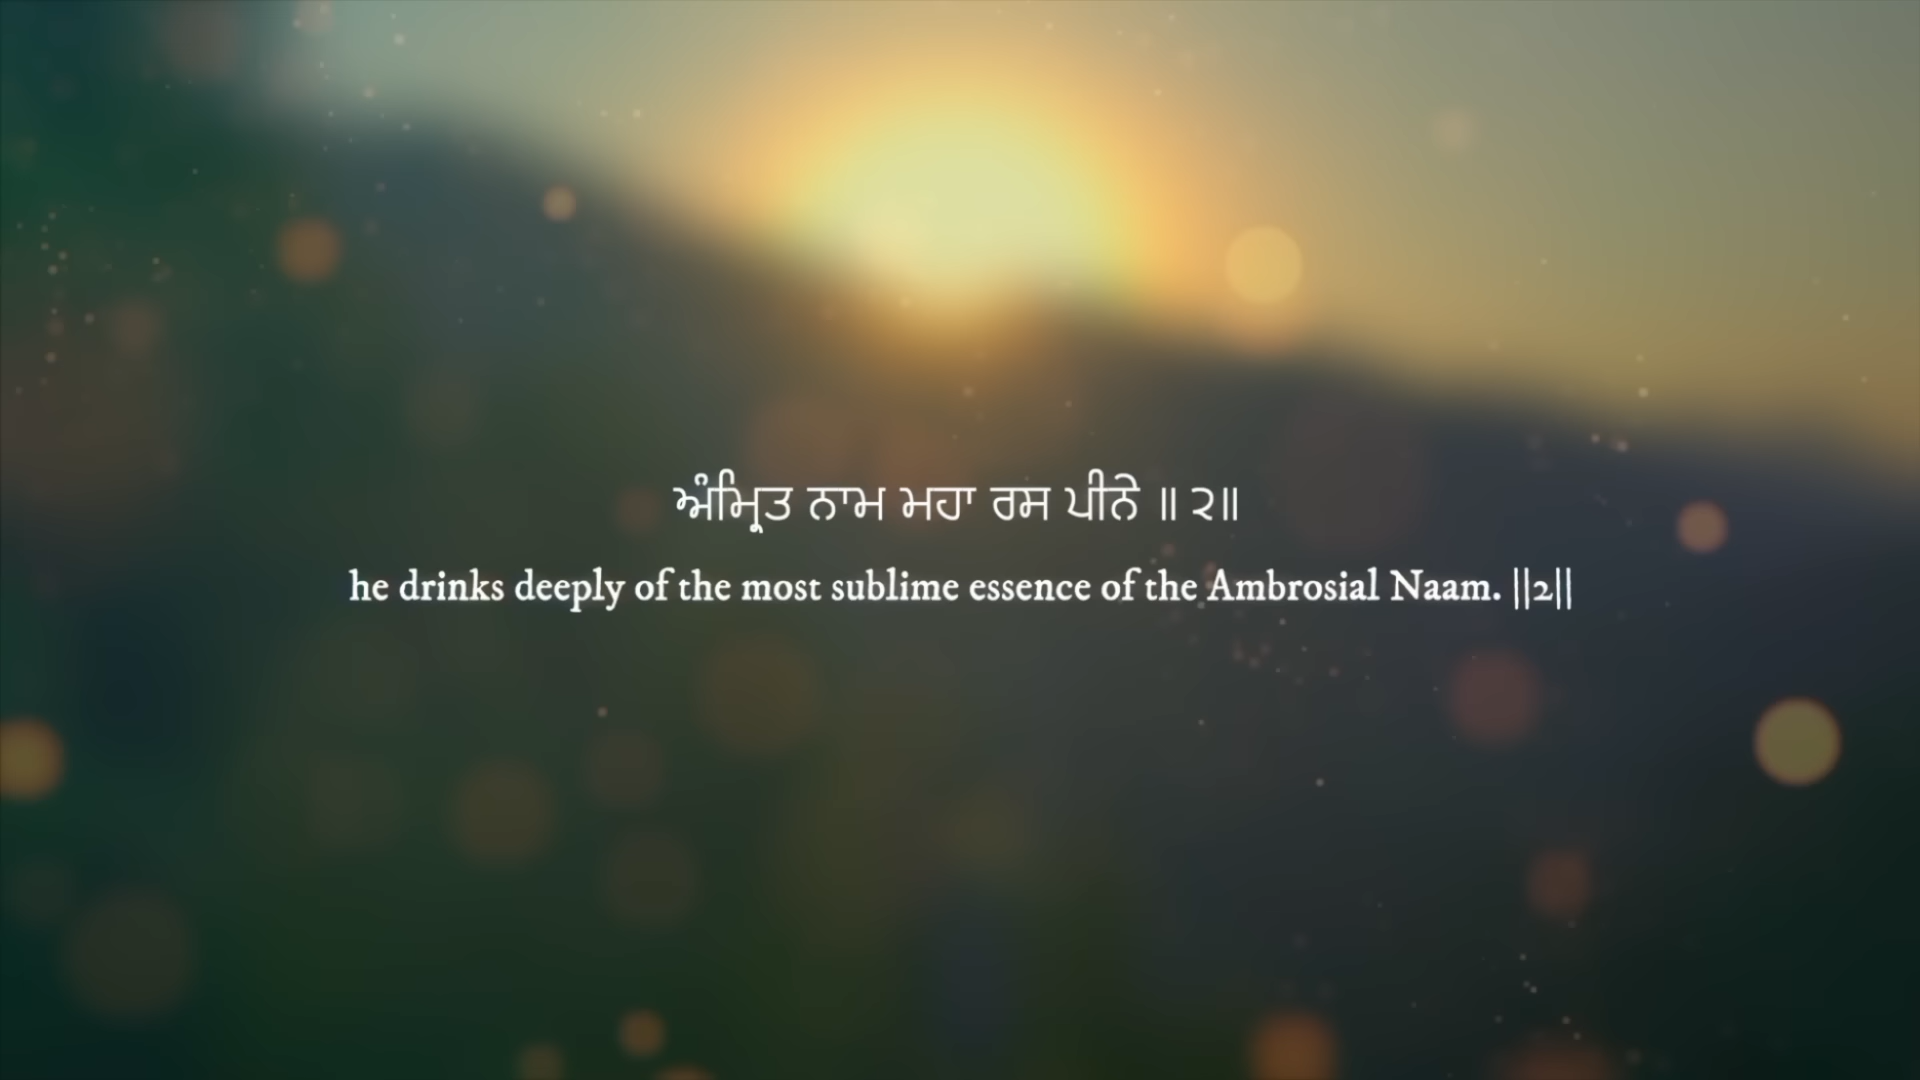 ਅੰਮ੍ਰਿਤ ਨਾਮ ਮਹਾ ਰਸ ਪੀਨੇ ॥੨॥
he drinks deeply of the most sublime essence of the Ambrosial Naam. ||2||